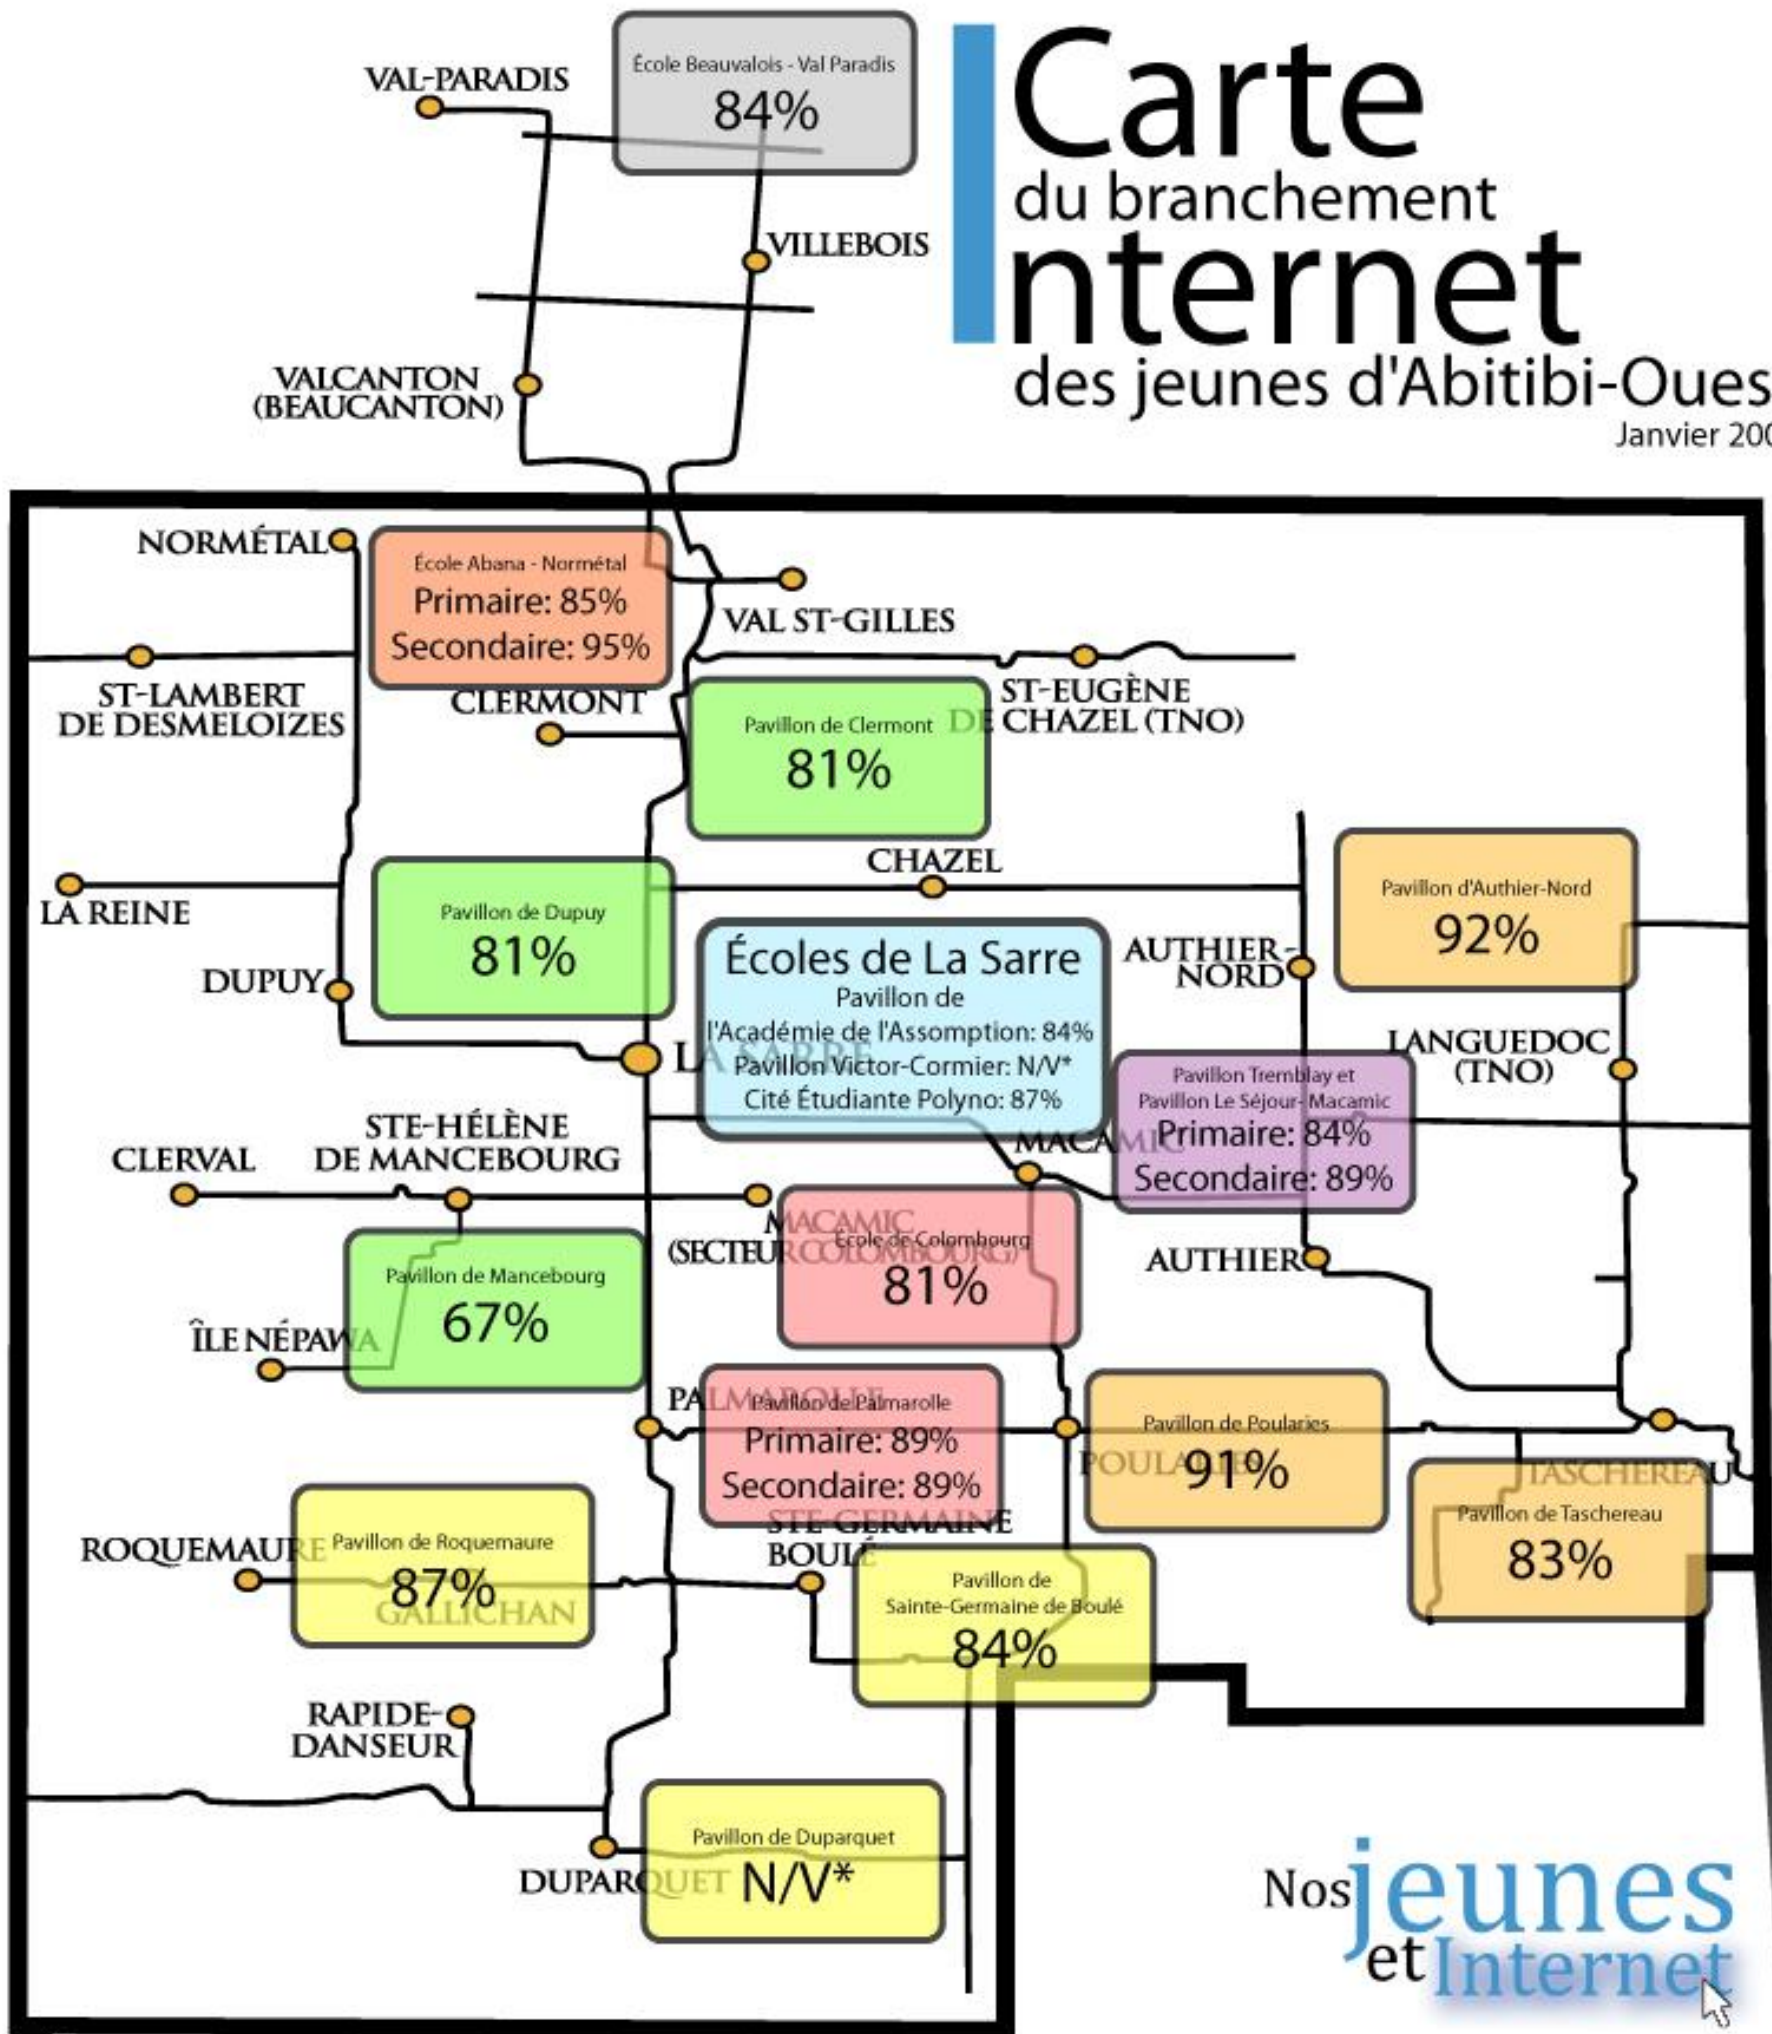 Carte
du branchement
Internet
des jeunes d'Abitibi-Oues
Janvier 200
VAL-PARADIS
École Beauvalois - Val Paradis
84%
VILLEBOIS
VALCANTON
(BEAUCANTON)
NORMÉTAL
École Abana - Normétal
Primaire: 85%
Secondaire: 95%
VAL ST-GILLES
ST-LAMBERT
DE DESMELOIZES
CLERMONT
ST-EUGÈNE
DE CHAZEL (TNO)
Pavillon de Clermont
81%
CHAZEL
LA REINE
Pavillon de Dupuy
81%
Pavillon d'Authier-Nord
92%
DUPUY
Écoles de La Sarre
Pavillon de
l'Académie de l'Assomption: 84%
Pavillon Victor-Cormier: N/V*
Cité Étudiante Polyno: 87%
LA SARRE
AUTHIER-
NORD
LANGUEDOC
(TNO)
Pavillon Tremblay et
Pavillon Le Séjour- Macamic
Primaire: 84%
Secondaire: 89%
MACAMIC
CLERVAL
STE-HÉLÈNE
DE MANCEBOURG
MACAMIC
(SECTEUR COLOMBOURG)
École de Colombourg
81%
AUTHIER
Pavillon de Mancebourg
67%
ÎLE NÉPAWA
PALMAROLLE
Pavillon de Palmarolle
Primaire: 89%
Secondaire: 89%
Pavillon de Poularies
91%
POULARIES
TASCHEREAU
Pavillon de Taschereau
83%
STE-GERMAINE
BOULÉ
ROQUEMAURE
Pavillon de Roquemaure
87%
GALLICHAN
Pavillon de
Sainte-Germaine de Boulé
84%
RAPIDE-
DANSEUR
Pavillon de Duparquet
N/V*
DUPARQUET
Nos jeunes
et Internet